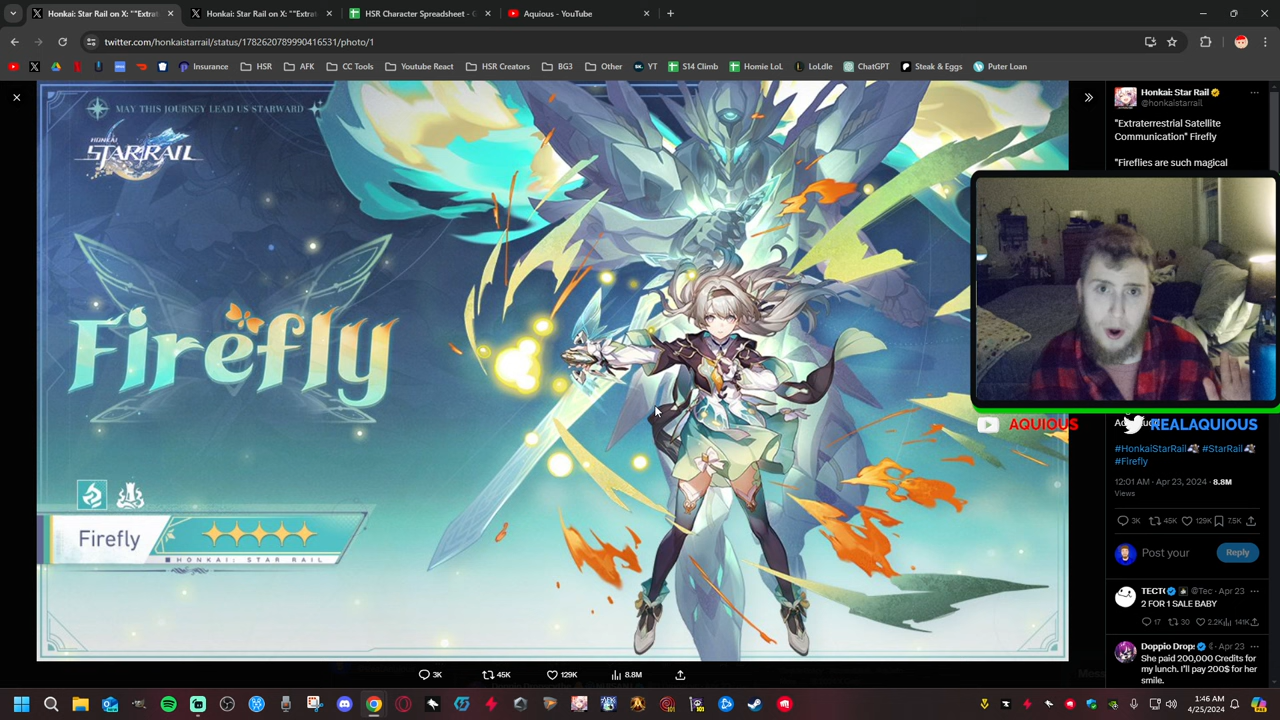 Honkai: Star Rail on X: ""Extrat
Honkai: Star Rail on X: ""Extrat
HSR Character Spreadsheet - G
Aquious - YouTube
twitter.com/honkaistarrail/status/1782620789990416531/photo/1
Insurance
HSR
AFK
CC Tools
Youtube React
HSR Creators
BG3
Other
YT
S14 Climb
Homie LoL
LoLdle
ChatGPT
Steak & Eggs
Puter Loan
MAY THIS JOURNEY LEAD US STARWARD
HONKAI
STAR RAIL
Firefly
Firefly
HONKAI: STAR RAIL
Honkai: Star Rail
@honkaistarrail
"Extraterrestrial Satellite
Communication" Firefly
"Fireflies are such magical
AQUIOUS
REALAQUIOUS
#HonkaiStarRail #StarRail
#Firefly
12:01 AM · Apr 23, 2024 · 8.8M
Views
3K 45K 129K 7.5K
Post your
Reply
TECT @Tec · Apr 23
2 FOR 1 SALE BABY
17 30 2.2K 141K
Doppio Drop: · Apr 23
She paid 200,000 Credits for
my lunch. I'll pay 200$ for her
smile.
3K 45K 129K 8.8M
1:46 AM
4/25/2024